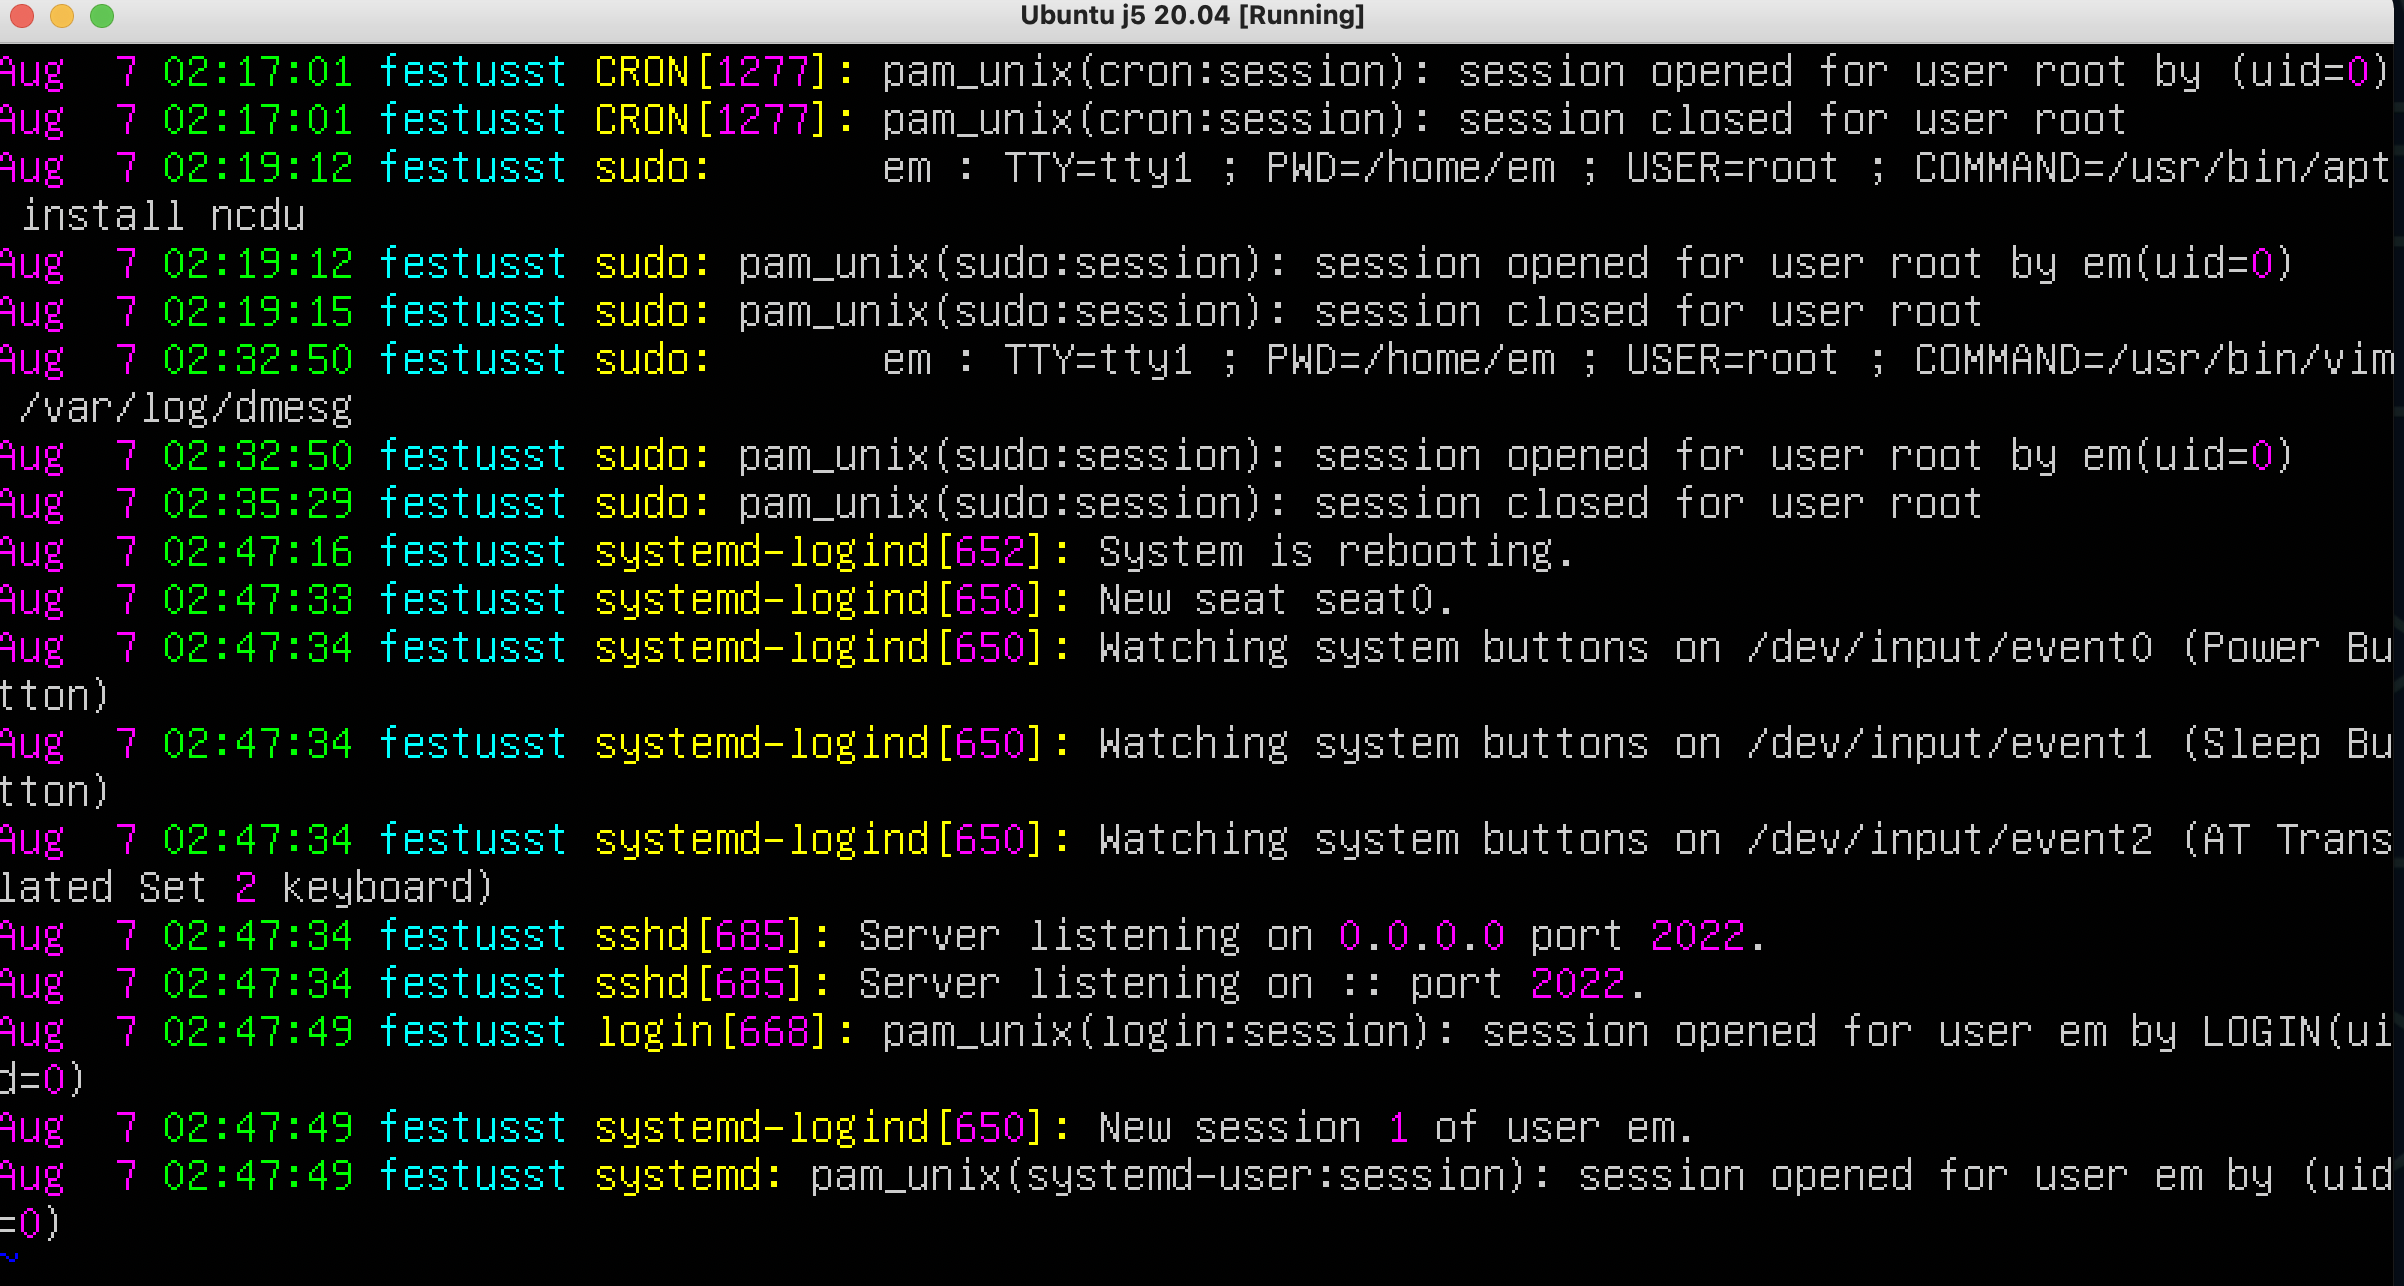 Ubuntu j5 20.04 [Running]
Aug  7 02:17:01 festusst CRON[1277]: pam_unix(cron:session): session opened for user root by (uid=0)
Aug  7 02:17:01 festusst CRON[1277]: pam_unix(cron:session): session closed for user root
Aug  7 02:19:12 festusst sudo:       em : TTY=tty1 ; PWD=/home/em ; USER=root ; COMMAND=/usr/bin/apt
 install ncdu
Aug  7 02:19:12 festusst sudo: pam_unix(sudo:session): session opened for user root by em(uid=0)
Aug  7 02:19:15 festusst sudo: pam_unix(sudo:session): session closed for user root
Aug  7 02:32:50 festusst sudo:       em : TTY=tty1 ; PWD=/home/em ; USER=root ; COMMAND=/usr/bin/vim
 /var/log/dmesg
Aug  7 02:32:50 festusst sudo: pam_unix(sudo:session): session opened for user root by em(uid=0)
Aug  7 02:35:29 festusst sudo: pam_unix(sudo:session): session closed for user root
Aug  7 02:47:16 festusst systemd-logind[652]: System is rebooting.
Aug  7 02:47:33 festusst systemd-logind[650]: New seat seat0.
Aug  7 02:47:34 festusst systemd-logind[650]: Watching system buttons on /dev/input/event0 (Power Bu
tton)
Aug  7 02:47:34 festusst systemd-logind[650]: Watching system buttons on /dev/input/event1 (Sleep Bu
tton)
Aug  7 02:47:34 festusst systemd-logind[650]: Watching system buttons on /dev/input/event2 (AT Trans
lated Set 2 keyboard)
Aug  7 02:47:34 festusst sshd[685]: Server listening on 0.0.0.0 port 2022.
Aug  7 02:47:34 festusst sshd[685]: Server listening on :: port 2022.
Aug  7 02:47:49 festusst login[668]: pam_unix(login:session): session opened for user em by LOGIN(ui
d=0)
Aug  7 02:47:49 festusst systemd-logind[650]: New session 1 of user em.
Aug  7 02:47:49 festusst systemd: pam_unix(systemd-user:session): session opened for user em by (uid
=0)
~